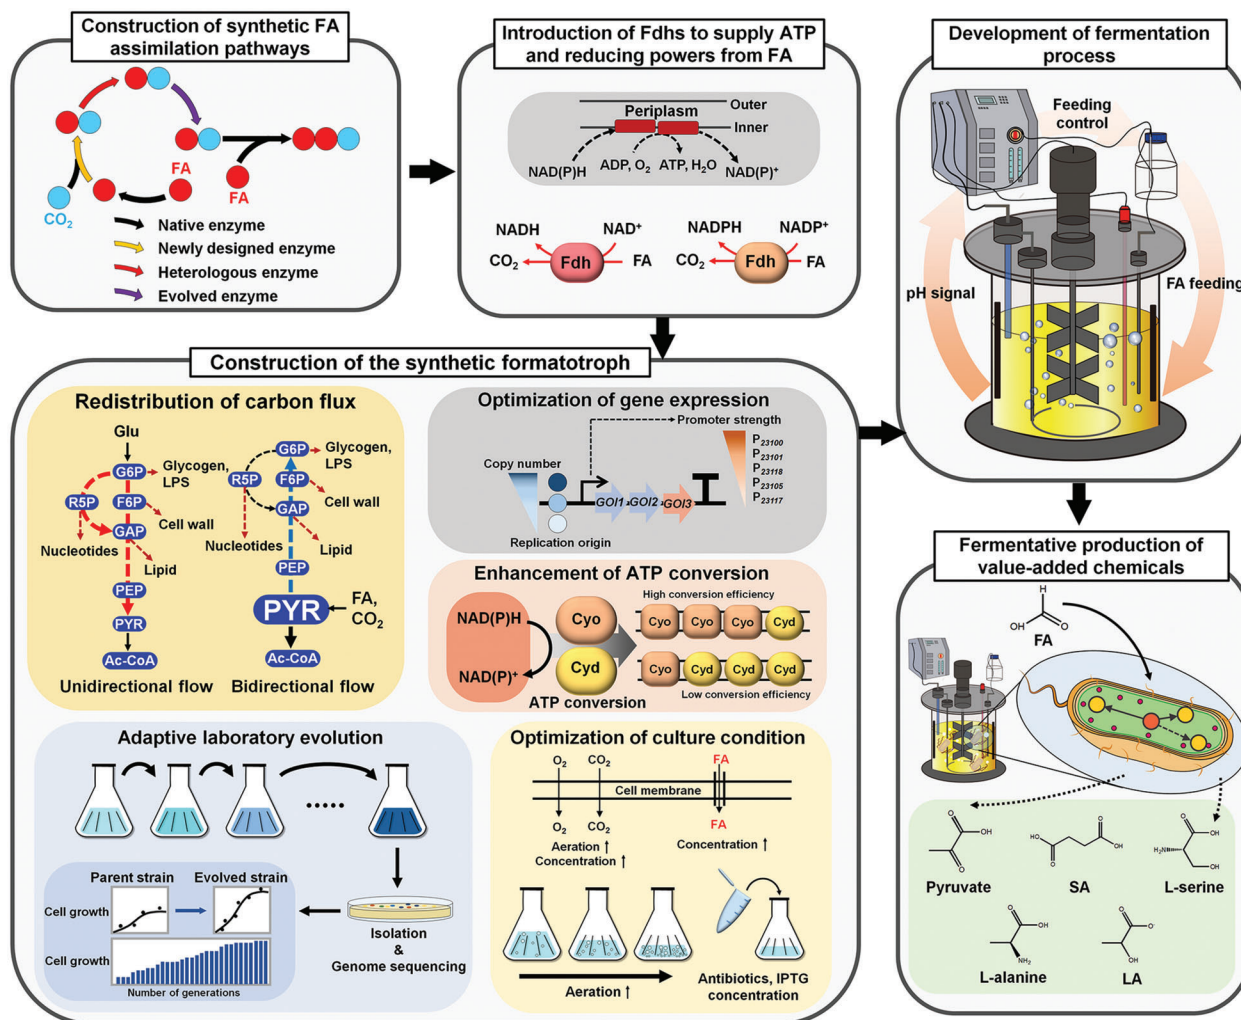 Construction of synthetic FA
assimilation pathways
FA
FA
CO2
Native enzyme
Newly designed enzyme
Heterologous enzyme
Evolved enzyme
Introduction of Fdhs to supply ATP
and reducing powers from FA
Outer
Periplasm
Inner
ADP, O2
ATP, H2O
NAD(P)H
NAD(P)+
NADH
NAD+
CO2
Fdh
FA
NADPH
NADP+
CO2
Fdh
FA
Development of fermentation
process
Feeding
control
pH signal
FA feeding
Construction of the synthetic formatotroph
Redistribution of carbon flux
Glu
G6P
Glycogen,
LPS
R5P
F6P
Cell wall
GAP
Nucleotides
Lipid
PEP
PYR
Ac-CoA
Unidirectional flow
G6P
Glycogen,
LPS
R5P
F6P
Cell wall
GAP
Nucleotides
Lipid
PEP
PYR
FA,
CO2
Ac-CoA
Bidirectional flow
Optimization of gene expression
Promoter strength
Copy number
P23100
P23101
P23118
P23105
P23117
GOI1
GOI2
GOI3
Replication origin
Enhancement of ATP conversion
High conversion efficiency
NAD(P)H
Cyo
Cyo
Cyo
Cyo
Cyd
NAD(P)+
Cyd
Cyo
Cyd
Cyd
Cyd
Low conversion efficiency
ATP conversion
Adaptive laboratory evolution
......
Parent strain
Evolved strain
Cell growth
Cell growth
Number of generations
Isolation
&
Genome sequencing
Optimization of culture condition
O2
CO2
FA
Cell membrane
O2
CO2
FA
Aeration ↑
Concentration ↑
Concentration ↑
Aeration ↑
Antibiotics, IPTG
concentration
Fermentative production of
value-added chemicals
H
OH
O
FA
O
OH
O
Pyruvate
O
HO
OH
O
SA
O
OH
H2N
OH
L-serine
O
OH
NH2
L-alanine
O
O-
OH
LA